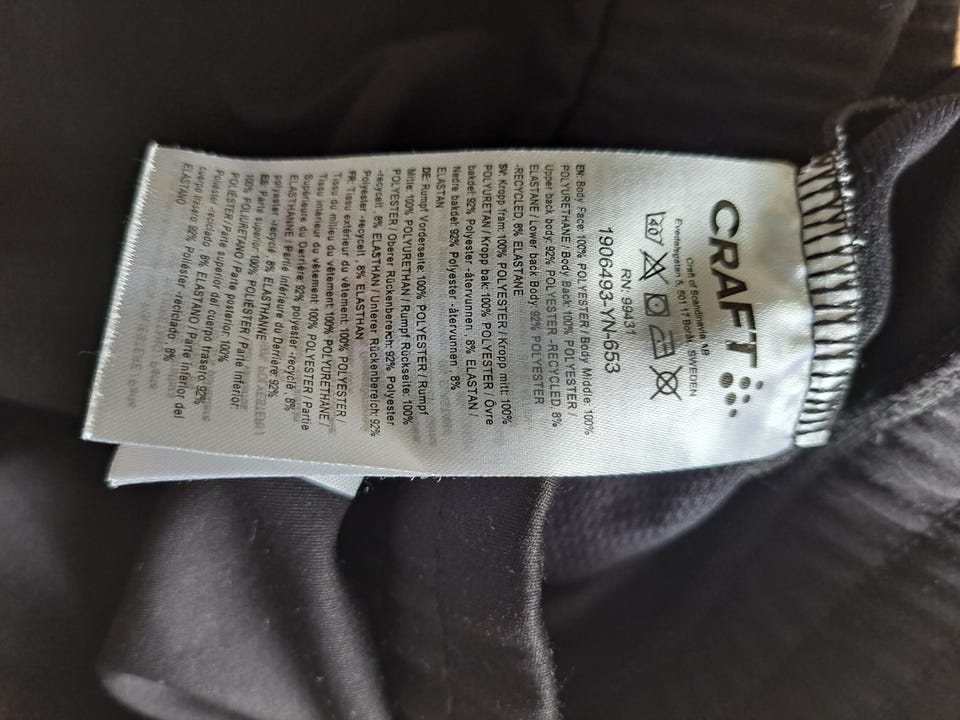 CRAFT
Craft of Scandinavia AB
Evedalsgatan 5, 50117 Borås, SWEDEN
40
RN: 99431
1906493-YN-653
EN: Body Face: 100% POLYESTER / Body Middle: 100%
POLYURETHANE / Body Back: 100% POLYESTER /
Upper back body: 92% POLYESTER -RECYCLED, 8%
ELASTANE / Lower back Body: 92% POLYESTER
-RECYCLED, 8% ELASTANE
SV: Kropp fram: 100% POLYESTER / Kropp mitt: 100%
POLYURETAN / Kropp bak: 100% POLYESTER / Övre
bakdel: 92% Polyester -återvunnen , 8% ELASTAN /
Nedre bakdel: 92% Polyester -återvunnen , 8%
ELASTAN
DE: Rumpf Vorderseite: 100% POLYESTER / Rumpf
Mitte: 100% POLYURETHAN / Rumpf Rückseite: 100%
POLYESTER / Oberer Rückenbereich: 92% Polyester
-recycelt , 8% ELASTHAN / Unterer Rückenbereich: 92%
Polyester -recycelt , 8% ELASTHAN
FR: Tissu extérieur du vêtement: 100% POLYESTER /
Tissu du milieu du vêtement: 100% POLYURETHANE /
Tissu intérieur du vêtement: 100% POLYESTER / Partie
Supérieure du Derrière: 92% polyester -recyclé , 8%
ELASTHANNE / Partie Inférieure du Derrière: 92%
polyester -recyclé , 8% ELASTHANNE
ES: Parte superior: 100% POLIÉSTER / Parte inferior:
100% POLIURETANO / Parte posterior: 100%
POLIÉSTER / Parte superior del cuerpo trasero: 92%
Poliéster -reciclado , 8% ELASTANO / Parte inferior del
cuerpo trasero: 92% Poliéster -reciclado , 8%
ELASTANO